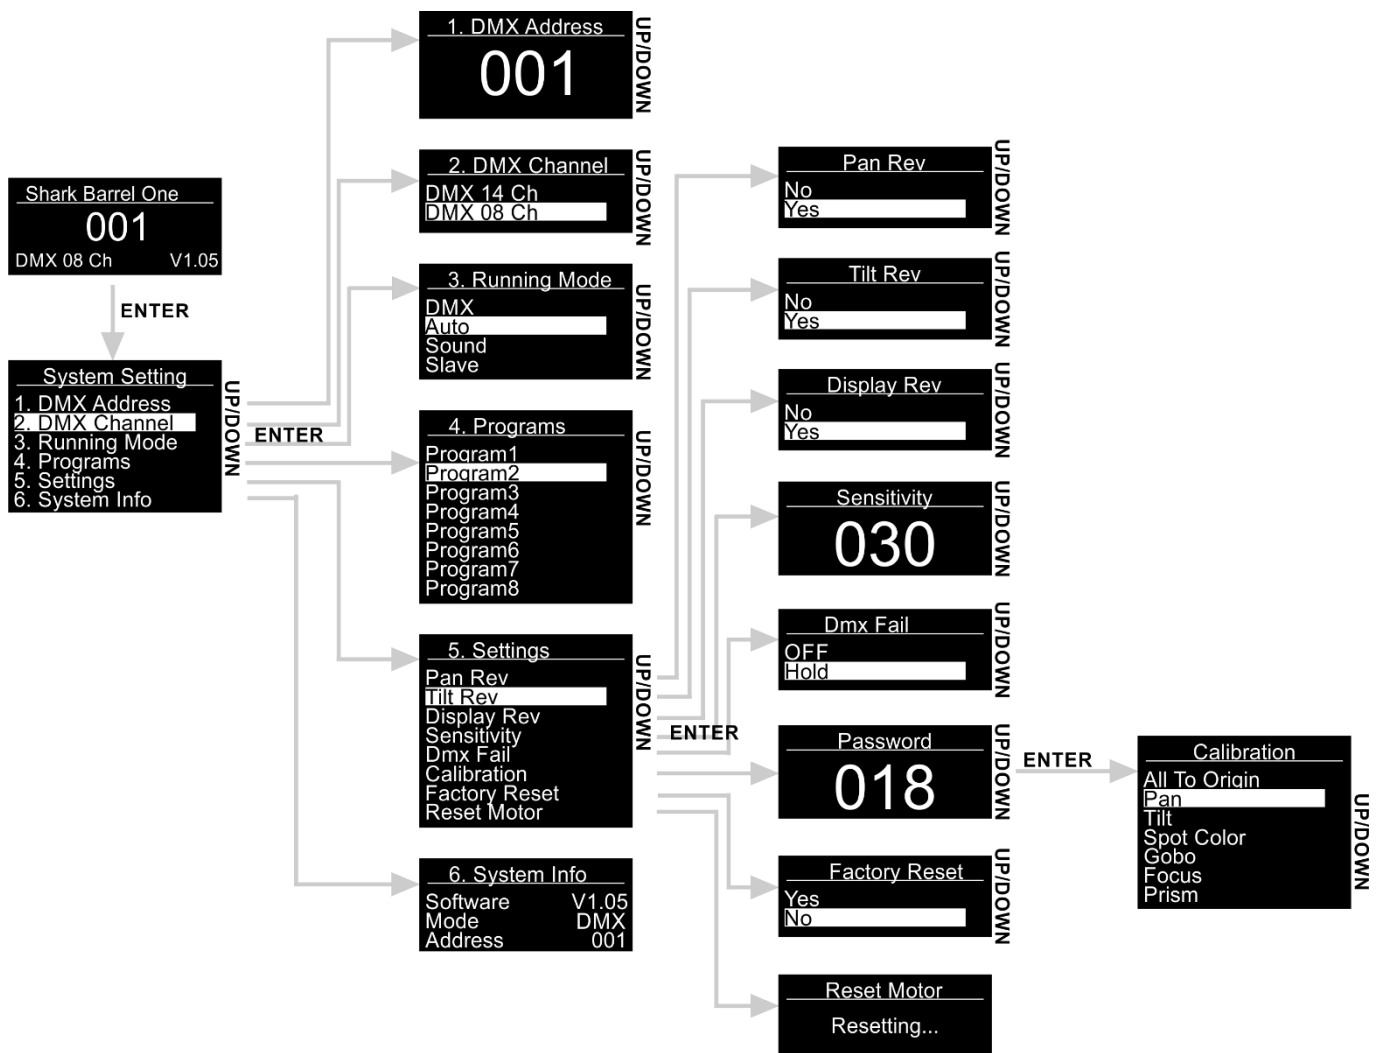 Shark Barrel One
001
DMX 08 Ch V1.05
ENTER
System Setting
1. DMX Address
2. DMX Channel
3. Running Mode
4. Programs
5. Settings
6. System Info
UP/DOWN
ENTER
1. DMX Address
001
UP/DOWN
2. DMX Channel
DMX 14 Ch
DMX 08 Ch
UP/DOWN
3. Running Mode
DMX
Auto
Sound
Slave
UP/DOWN
4. Programs
Program1
Program2
Program3
Program4
Program5
Program6
Program7
Program8
UP/DOWN
5. Settings
Pan Rev
Tilt Rev
Display Rev
Sensitivity
Dmx Fail
Calibration
Factory Reset
Reset Motor
UP/DOWN
ENTER
6. System Info
Software V1.05
Mode DMX
Address 001
Pan Rev
No
Yes
UP/DOWN
Tilt Rev
No
Yes
UP/DOWN
Display Rev
No
Yes
UP/DOWN
Sensitivity
030
UP/DOWN
Dmx Fail
OFF
Hold
UP/DOWN
Password
018
UP/DOWN
ENTER
Calibration
All To Origin
Pan
Tilt
Spot Color
Gobo
Focus
Prism
UP/DOWN
Factory Reset
Yes
No
UP/DOWN
Reset Motor
Resetting...